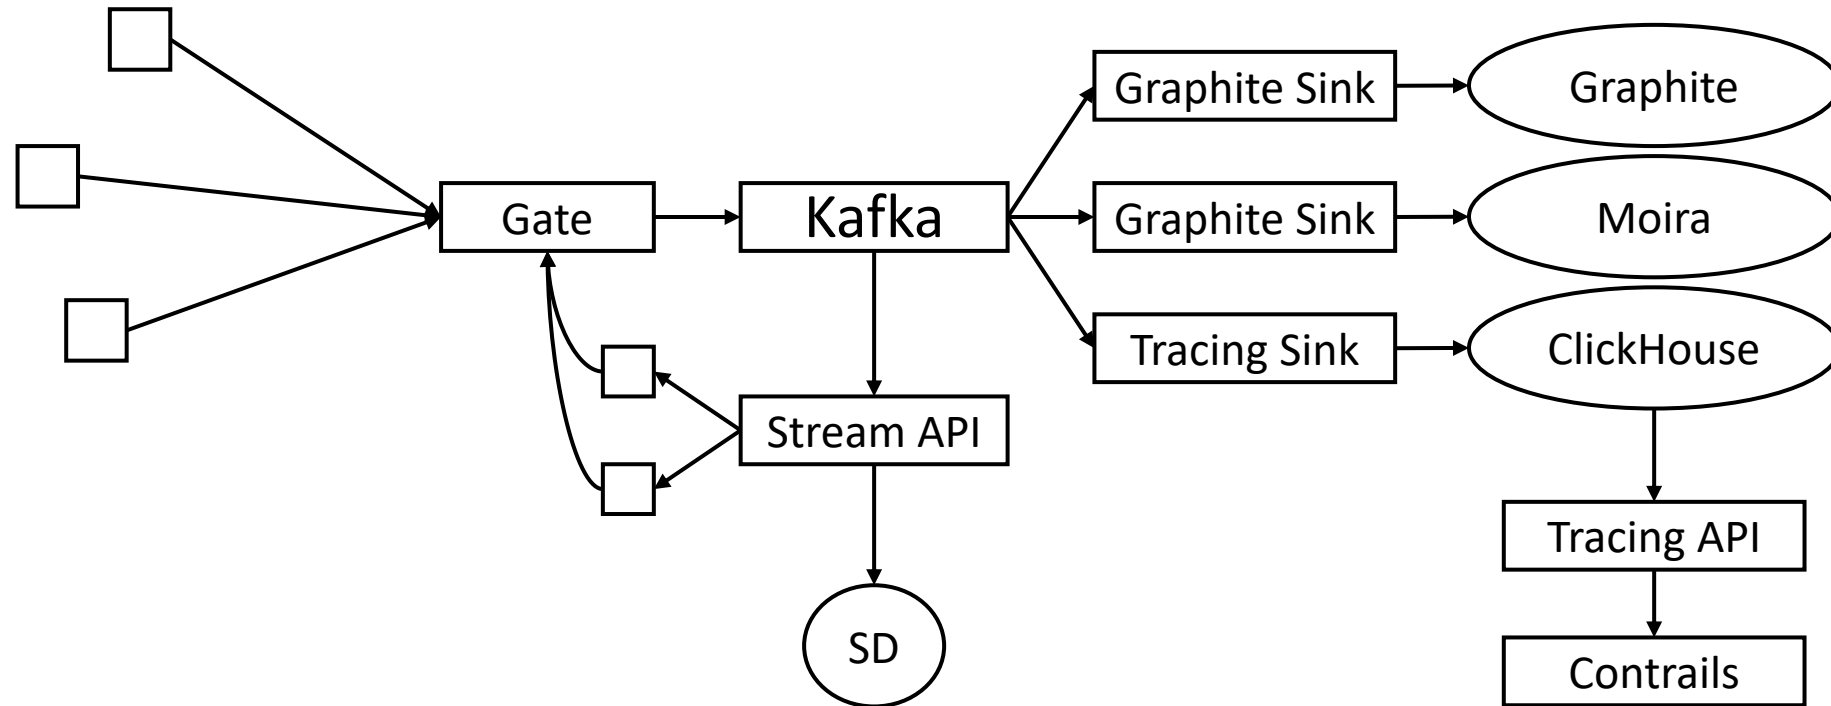 Graphite Sink
Graphite
Gate
Kafka
Graphite Sink
Moira
Tracing Sink
ClickHouse
Stream API
Tracing API
SD
Contrails